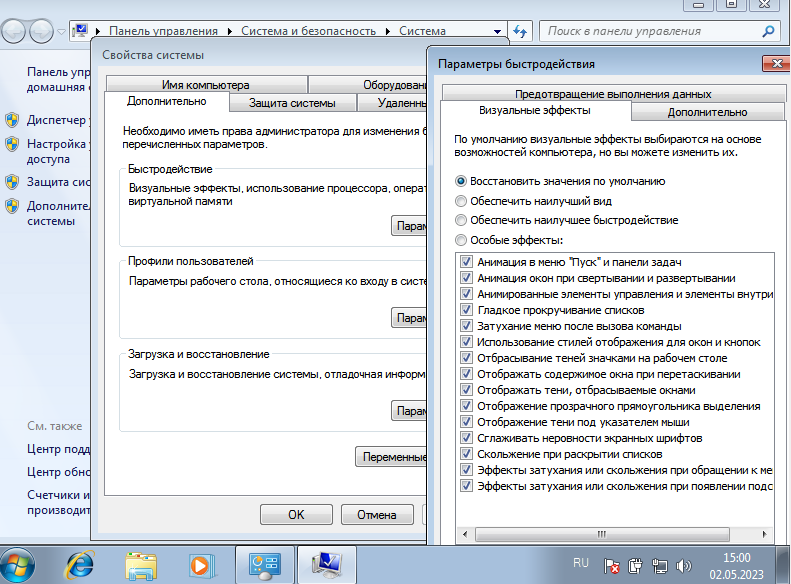 Панель управления ▸ Система и безопасность ▸ Система
Поиск в панели управления
Панель упр
домашняя с
Диспетчер у
Настройка у
доступа
Защита сис
Дополните
системы
См. также
Центр подд
Центр обно
Счетчики и
производит
Свойства системы
Имя компьютера
Оборудовани
Дополнительно
Защита системы
Удаленны
Необходимо иметь права администратора для изменения б
перечисленных параметров.
Быстродействие
Визуальные эффекты, использование процессора, операт
виртуальной памяти
Парам
Профили пользователей
Параметры рабочего стола, относящиеся ко входу в систе
Парам
Загрузка и восстановление
Загрузка и восстановление системы, отладочная информ
Парам
Переменные
OK
Отмена
Параметры быстродействия
Предотвращение выполнения данных
Визуальные эффекты
Дополнительно
По умолчанию визуальные эффекты выбираются на основе
возможностей компьютера, но вы можете изменить их.
Восстановить значения по умолчанию
Обеспечить наилучший вид
Обеспечить наилучшее быстродействие
Особые эффекты:
Анимация в меню "Пуск" и панели задач
Анимация окон при свертывании и развертывании
Анимированные элементы управления и элементы внутри
Гладкое прокручивание списков
Затухание меню после вызова команды
Использование стилей отображения для окон и кнопок
Отбрасывание теней значками на рабочем столе
Отображать содержимое окна при перетаскивании
Отображать тени, отбрасываемые окнами
Отображение прозрачного прямоугольника выделения
Отображение тени под указателем мыши
Сглаживать неровности экранных шрифтов
Скольжение при раскрытии списков
Эффекты затухания или скольжения при обращении к ме
Эффекты затухания или скольжения при появлении подс
RU
15:00
02.05.2023